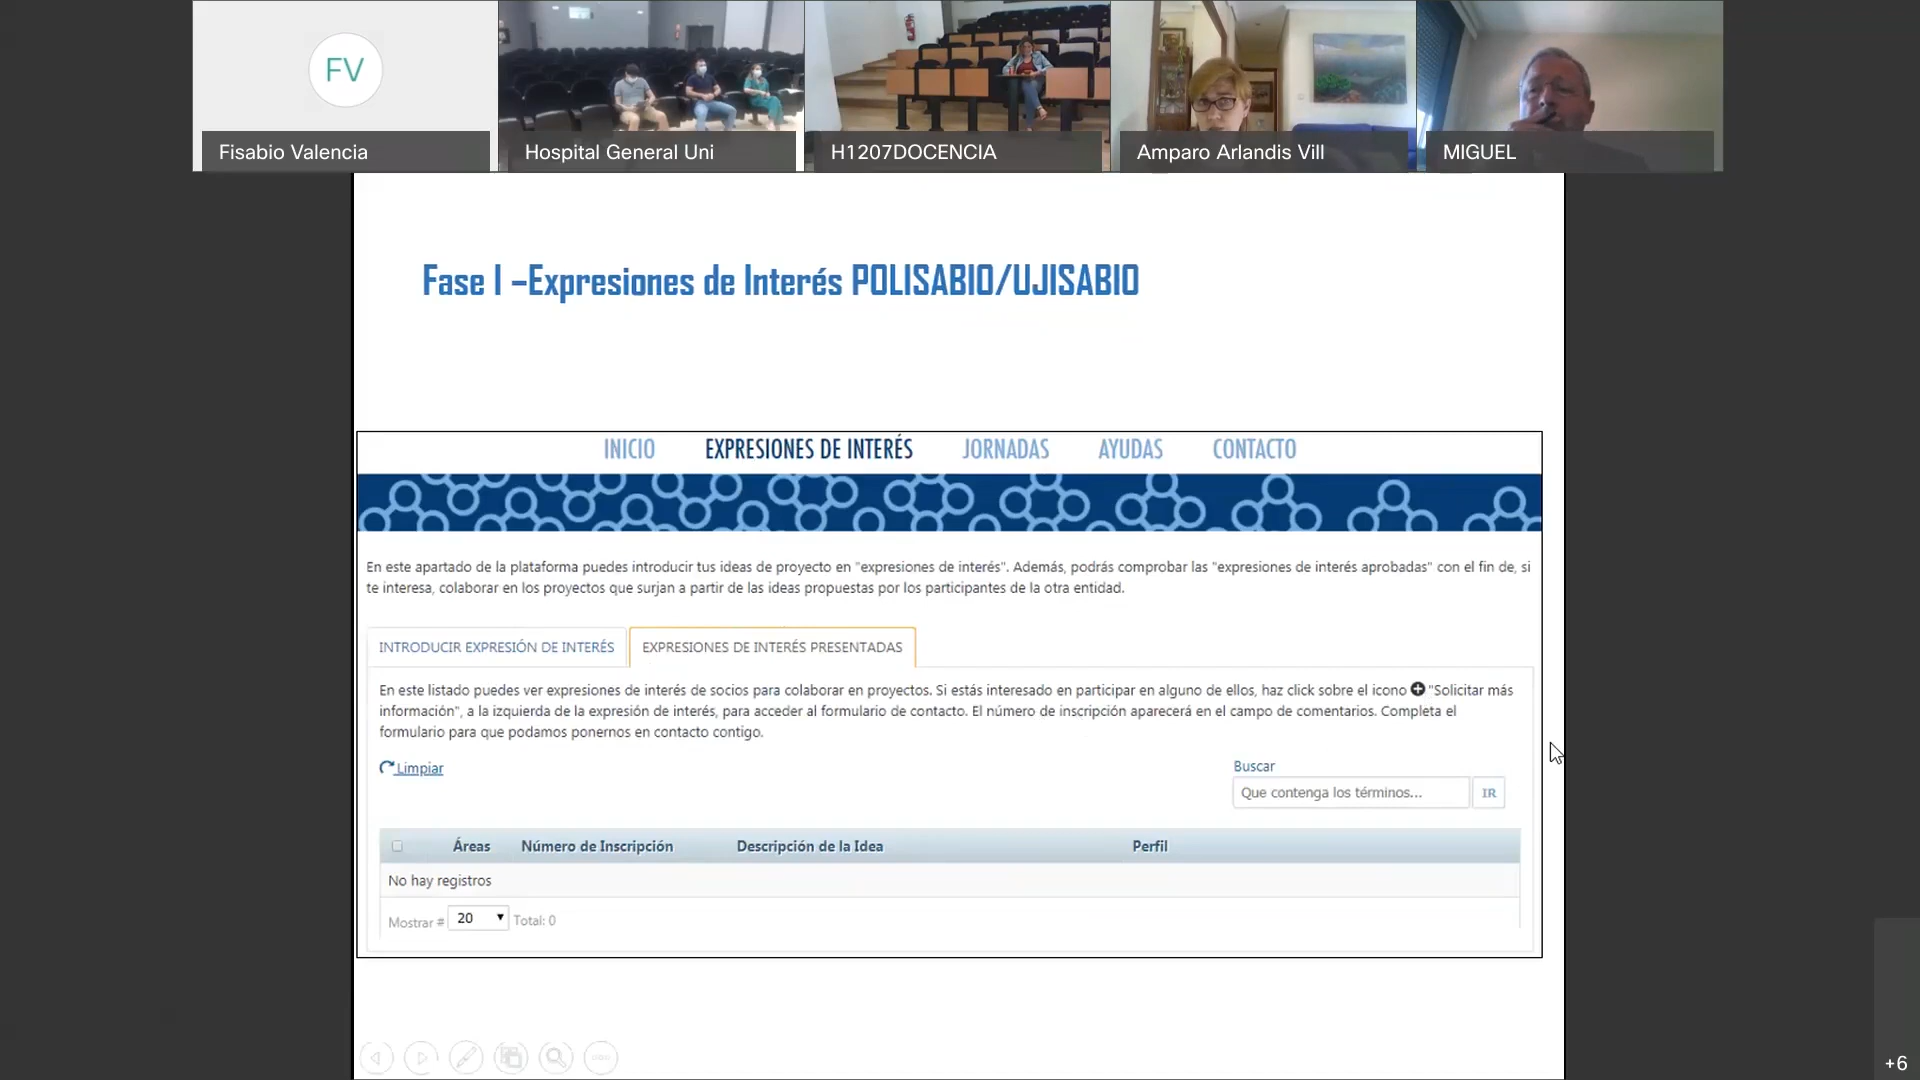 FV
Fisabio Valencia
Hospital General Uni
H1207DOCENCIA
Amparo Arlandis Vill
MIGUEL
Fase I –Expresiones de Interés POLISABIO/UJISABIO
INICIO EXPRESIONES DE INTERÉS JORNADAS AYUDAS CONTACTO
En este apartado de la plataforma puedes introducir tus ideas de proyecto en "expresiones de interés". Además, podrás comprobar las "expresiones de interés aprobadas" con el fin de, si
te interesa, colaborar en los proyectos que surjan a partir de las ideas propuestas por los participantes de la otra entidad.
INTRODUCIR EXPRESIÓN DE INTERÉS EXPRESIONES DE INTERÉS PRESENTADAS
En este listado puedes ver expresiones de interés de socios para colaborar en proyectos. Si estás interesado en participar en alguno de ellos, haz click sobre el icono "Solicitar más
información", a la izquierda de la expresión de interés, para acceder al formulario de contacto. El número de inscripción aparecerá en el campo de comentarios. Completa el
formulario para que podamos ponernos en contacto contigo.
Limpiar
Buscar
Que contenga los términos... IR
Áreas Número de Inscripción Descripción de la Idea Perfil
No hay registros
Mostrar # 20 Total: 0
+6